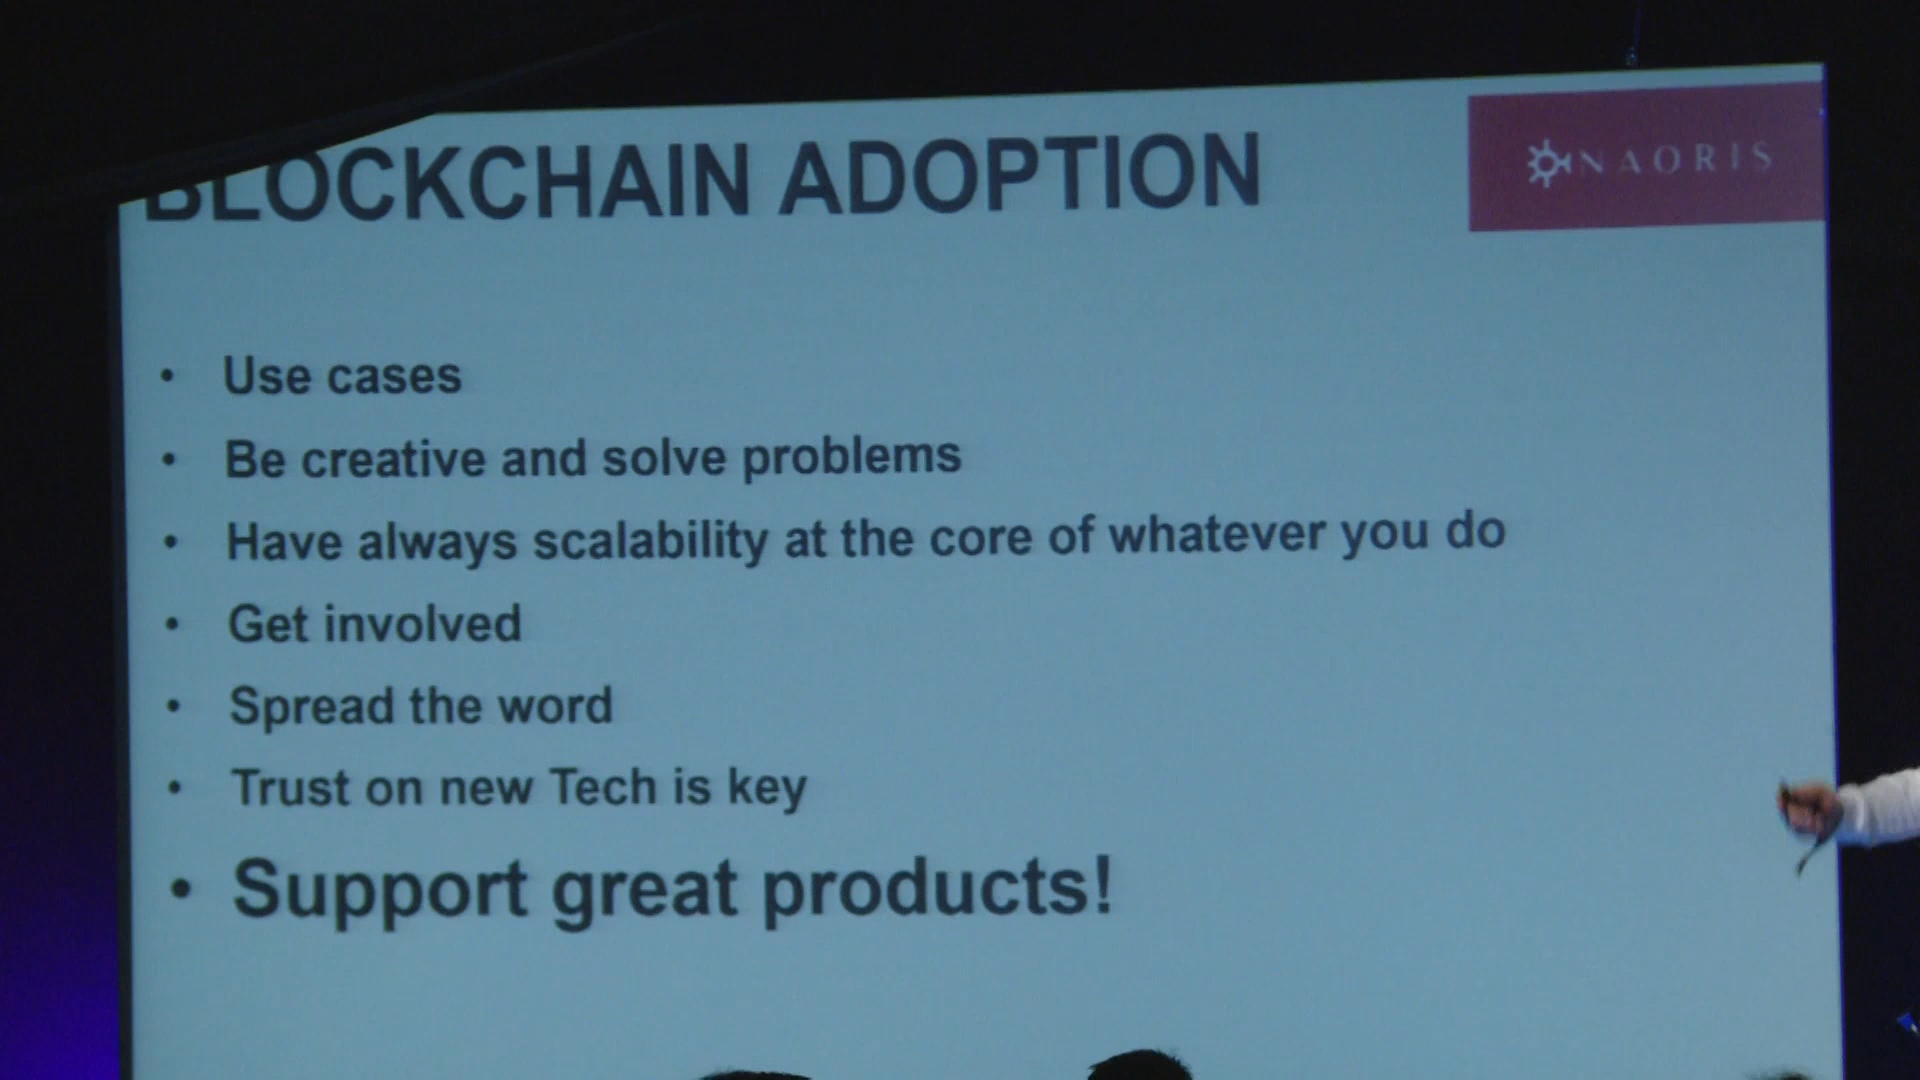 BLOCKCHAIN ADOPTION
NAORIS
• Use cases
• Be creative and solve problems
• Have always scalability at the core of whatever you do
• Get involved
• Spread the word
• Trust on new Tech is key
• Support great products!